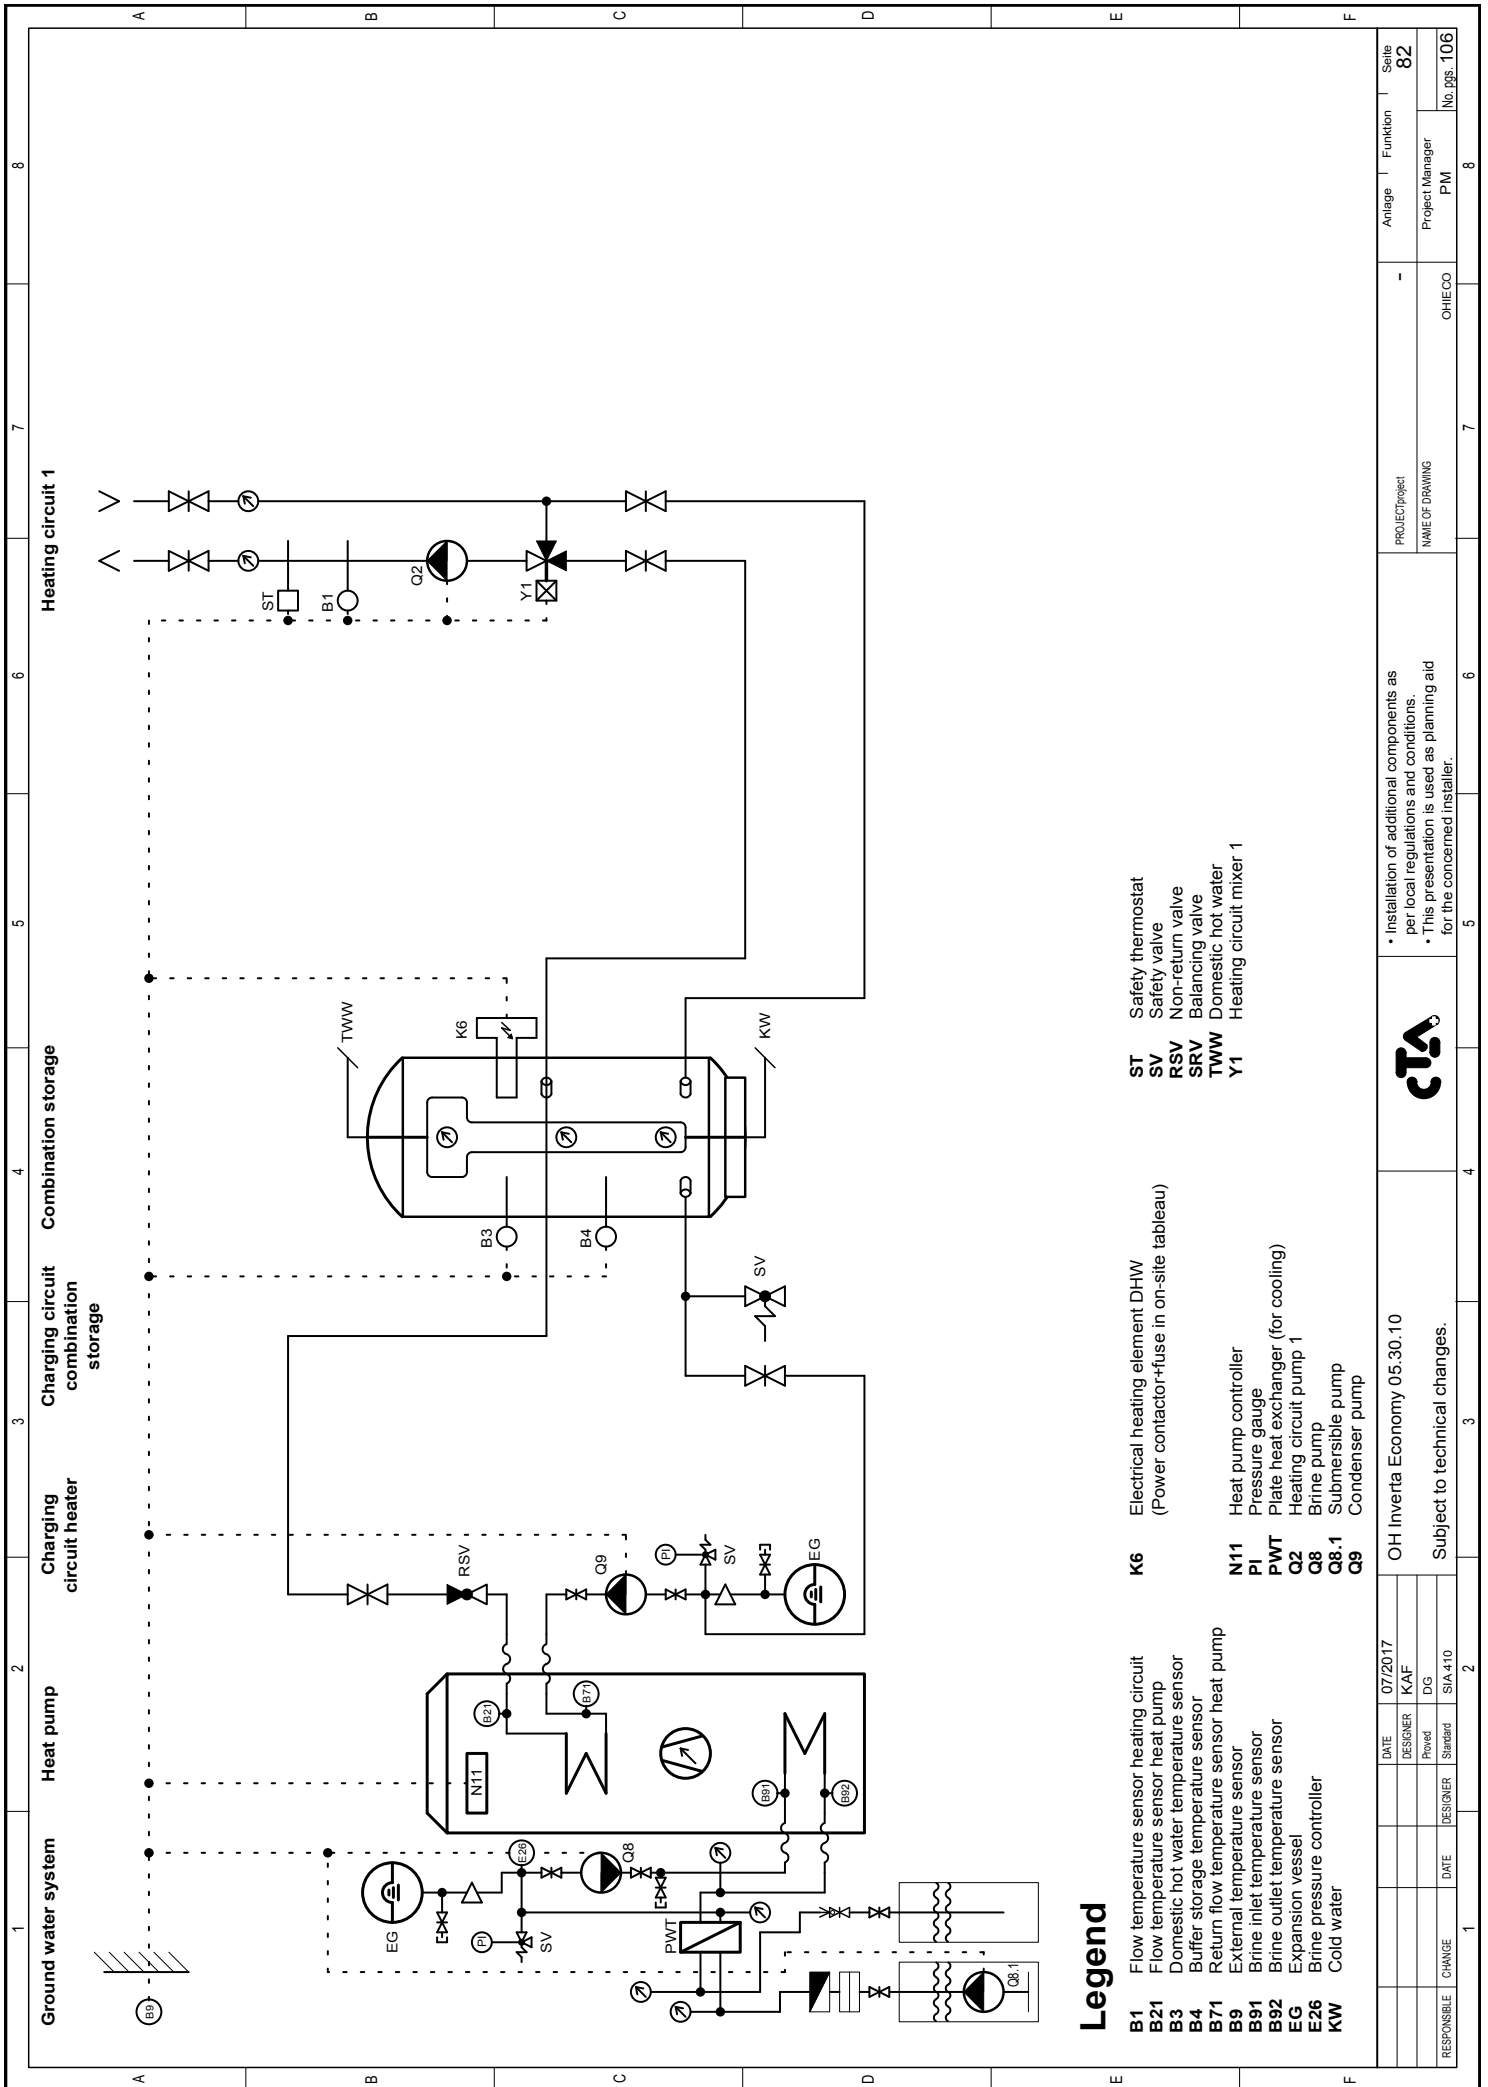 1
2
3
4
5
6
7
8
A
B
C
D
E
F
Ground water system
Heat pump
Charging
circuit heater
Charging circuit
combination
storage
Combination storage
Heating circuit 1
B9
EG
PI
SV
E26
Q8
PWT
Q8.1
N11
B21
B71
B91
B92
RSV
Q9
PI
SV
EG
SV
B3
B4
TWW
K6
KW
ST
B1
Q2
Y1
Legend
B1 Flow temperature sensor heating circuit
B21 Flow temperature sensor heat pump
B3 Domestic hot water temperature sensor
B4 Buffer storage temperature sensor
B71 Return flow temperature sensor heat pump
B9 External temperature sensor
B91 Brine inlet temperature sensor
B92 Brine outlet temperature sensor
EG Expansion vessel
E26 Brine pressure controller
KW Cold water
K6 Electrical heating element DHW
(Power contactor+fuse in on-site tableau)
N11 Heat pump controller
PI Pressure gauge
PWT Plate heat exchanger (for cooling)
Q2 Heating circuit pump 1
Q8 Brine pump
Q8.1 Submersible pump
Q9 Condenser pump
ST Safety thermostat
SV Safety valve
RSV Non-return valve
SRV Balancing valve
TWW Domestic hot water
Y1 Heating circuit mixer 1
RESPONSIBLE CHANGE DATE DESIGNER
DATE 07/2017
DESIGNER KAF
Proved DG
Standard SIA 410
OH Inverta Economy 05.30.10
Subject to technical changes.
CTA
• Installation of additional components as
per local regulations and conditions.
• This presentation is used as planning aid
for the concerned installer.
PROJECTproject -
NAME OF DRAWING
OHIECO
Anlage Funktion Seite
82
Project Manager
PM
No. pgs. 106
1
2
3
4
5
6
7
8
A
B
C
D
E
F